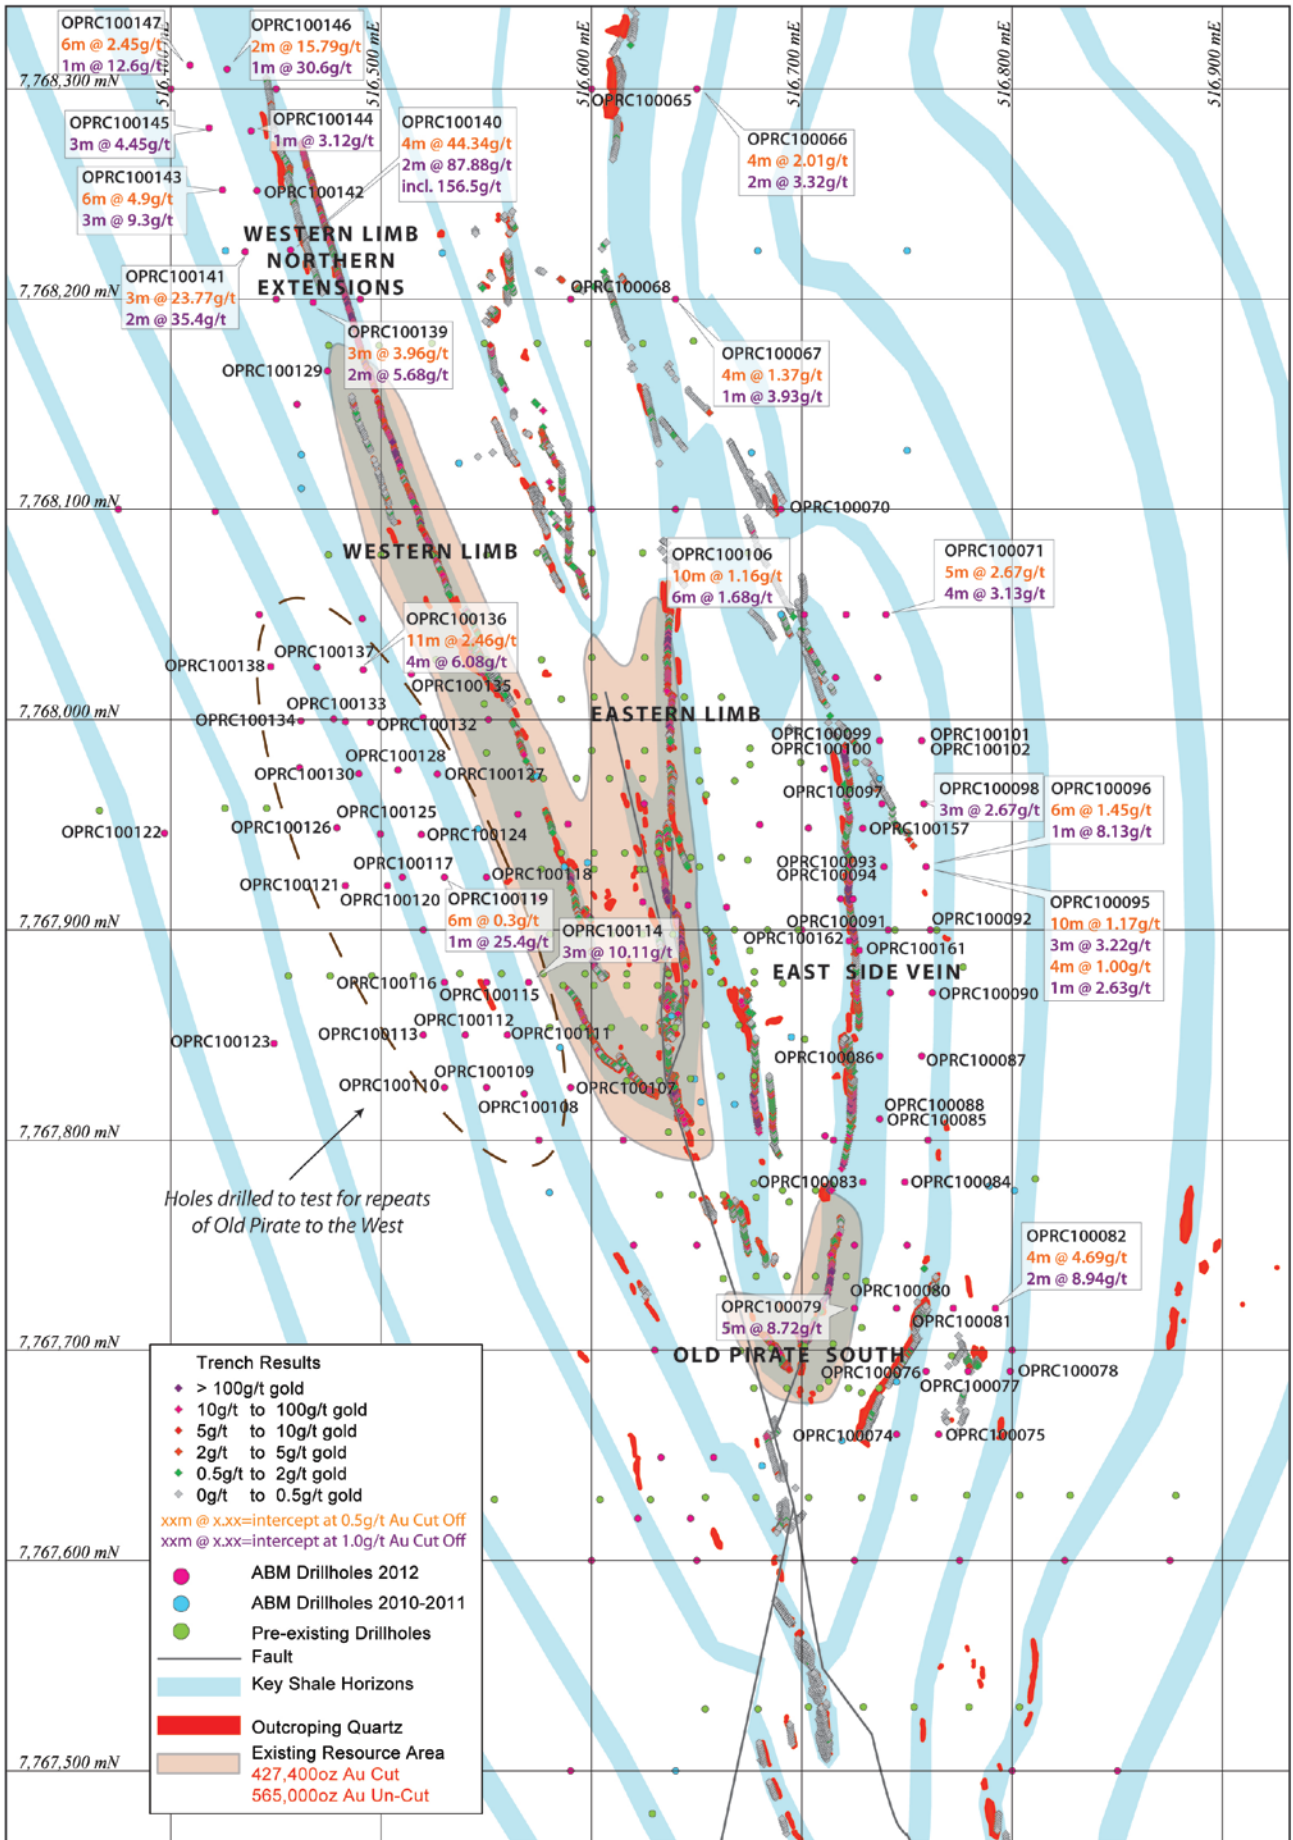 516,400 mE
516,500 mE
516,600 mE
516,700 mE
516,800 mE
516,900 mE
OPRC100147
6m @ 2.45g/t
1m @ 12.6g/t
OPRC100146
2m @ 15.79g/t
1m @ 30.6g/t
7,768,300 mN
OPRC100065
OPRC100145
3m @ 4.45g/t
OPRC100144
1m @ 3.12g/t
OPRC100140
4m @ 44.34g/t
2m @ 87.88g/t
incl. 156.5g/t
OPRC100066
4m @ 2.01g/t
2m @ 3.32g/t
OPRC100143
6m @ 4.9g/t
3m @ 9.3g/t
OPRC100142
WESTERN LIMB
NORTHERN
EXTENSIONS
OPRC100141
3m @ 23.77g/t
2m @ 35.4g/t
7,768,200 mN
OPRC100068
OPRC100139
3m @ 3.96g/t
2m @ 5.68g/t
OPRC100067
4m @ 1.37g/t
1m @ 3.93g/t
OPRC100129
7,768,100 mN
OPRC100070
WESTERN LIMB
OPRC100106
10m @ 1.16g/t
6m @ 1.68g/t
OPRC100071
5m @ 2.67g/t
4m @ 3.13g/t
OPRC100136
11m @ 2.46g/t
4m @ 6.08g/t
OPRC100137
OPRC100138
OPRC100135
OPRC100133
EASTERN LIMB
7,768,000 mN
OPRC100134
OPRC100132
OPRC100099
OPRC100100
OPRC100101
OPRC100102
OPRC100128
OPRC100130
OPRC100127
OPRC100097
OPRC100098
3m @ 2.67g/t
OPRC100096
6m @ 1.45g/t
1m @ 8.13g/t
OPRC100125
OPRC100122
OPRC100126
OPRC100124
OPRC100157
OPRC100117
OPRC100118
OPRC100093
OPRC100094
OPRC100121
OPRC100120
OPRC100119
6m @ 0.3g/t
1m @ 25.4g/t
OPRC100095
10m @ 1.17g/t
3m @ 3.22g/t
4m @ 1.00g/t
1m @ 2.63g/t
7,767,900 mN
OPRC100114
3m @ 10.11g/t
OPRC100091
OPRC100092
OPRC100162
OPRC100161
EAST SIDE VEIN
OPRC100116
OPRC100115
OPRC100090
OPRC100112
OPRC100123
OPRC100113
OPRC100111
OPRC100086
OPRC100087
OPRC100109
OPRC100110
OPRC100107
OPRC100108
OPRC100088
OPRC100085
7,767,800 mN
OPRC100083
OPRC100084
Holes drilled to test for repeats
of Old Pirate to the West
OPRC100082
4m @ 4.69g/t
2m @ 8.94g/t
OPRC100080
OPRC100079
5m @ 8.72g/t
OPRC100081
7,767,700 mN
OLD PIRATE SOUTH
OPRC100076
OPRC100078
OPRC100077
OPRC100074
OPRC100075
Trench Results
> 100g/t gold
10g/t to 100g/t gold
5g/t to 10g/t gold
2g/t to 5g/t gold
0.5g/t to 2g/t gold
0g/t to 0.5g/t gold
xxm @ x.xx=intercept at 0.5g/t Au Cut Off
xxm @ x.xx=intercept at 1.0g/t Au Cut Off
7,767,600 mN
ABM Drillholes 2012
ABM Drillholes 2010-2011
Pre-existing Drillholes
Fault
Key Shale Horizons
Outcroping Quartz
Existing Resource Area
427,400oz Au Cut
565,000oz Au Un-Cut
7,767,500 mN